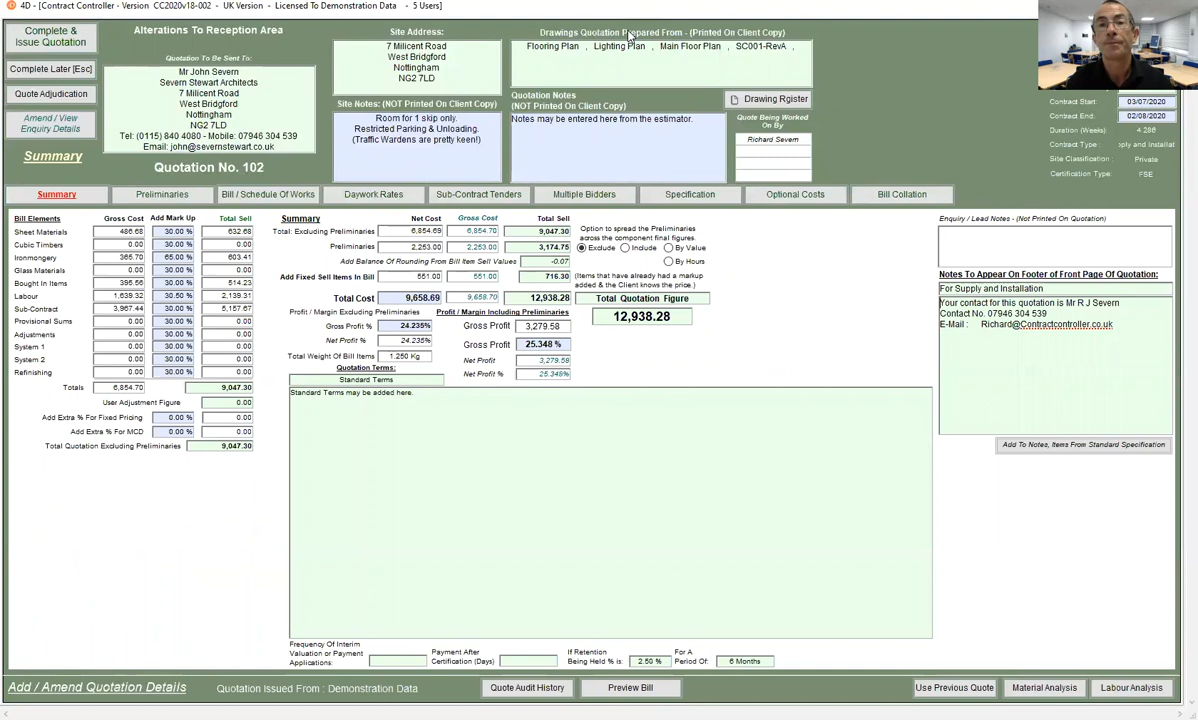 4D - [Contract Controller - Version CC2020v18-002 - UK Version - Licensed To Demonstration Data - 5 Users]
Complete & Issue Quotation
Complete Later [Esc]
Quote Adjudication
Amend / View Enquiry Details
Summary
Alterations To Reception Area
Quotation To Be Sent To:
Mr John Severn
Severn Stewart Architects
7 Milicent Road
West Bridgford
Nottingham
NG2 7LD
Tel: (0115) 840 4080 - Mobile: 07946 304 539
Email: john@severnstewart.co.uk
Quotation No. 102
Site Address:
7 Milicent Road
West Bridgford
Nottingham
NG2 7LD
Site Notes: (NOT Printed On Client Copy)
Room for 1 skip only.
Restricted Parking & Unloading.
(Traffic Wardens are pretty keen!)
Drawings Quotation Prepared From - (Printed On Client Copy)
Flooring Plan , Lighting Plan , Main Floor Plan , SC001-RevA ,
Quotation Notes
(NOT Printed On Client Copy)
Notes may be entered here from the estimator.
Drawing Rgister
Quote Being Worked On By
Richard Severn
Contract Start: 03/07/2020
Contract End: 02/08/2020
Duration (Weeks) 4.286
Contract Type : pply and Installat
Site Classification : Private
Certification Type: FSE
Summary Preliminaries Bill / Schedule Of Works Daywork Rates Sub-Contract Tenders Multiple Bidders Specification Optional Costs Bill Collation
Bill Elements Gross Cost Add Mark Up Total Sell
Sheet Materials 486.68 30.00 % 632.68
Cubic Timbers 0.00 30.00 % 0.00
Ironmongery 365.70 65.00 % 603.41
Glass Materials 0.00 30.00 % 0.00
Bought In Items 395.56 30.00 % 514.23
Labour 1,639.32 30.50 % 2,139.31
Sub-Contract 3,967.44 30.00 % 5,157.67
Provisional Sums 0.00 30.00 % 0.00
Adjustments 0.00 30.00 % 0.00
System 1 0.00 30.00 % 0.00
System 2 0.00 30.00 % 0.00
Refinishing 0.00 30.00 % 0.00
Totals 6,854.70 9,047.30
User Adjustment Figure 0.00
Add Extra % For Fixed Pricing 0.00 % 0.00
Add Extra % For MCD 0.00 % 0.00
Total Quotation Excluding Preliminaries 9,047.30
Summary Net Cost Gross Cost Total Sell
Total: Excluding Preliminaries 6,854.69 6,854.70 9,047.30
Preliminaries 2,253.00 2,253.00 3,174.75
Add Balance Of Rounding From Bill Item Sell Values -0.07
Add Fixed Sell Items In Bill 551.00 551.00 716.30
Total Cost 9,658.69 9,658.70 12,938.28
Option to spread the Preliminaries across the component final figures.
Exclude Include By Value
By Hours
(Items that have already had a markup added & the Client knows the price.)
Total Quotation Figure
12,938.28
Profit / Margin Excluding Preliminaries
Gross Profit % 24.235%
Net Profit % 24.235%
Total Weight Of Bill Items 1.250 Kg
Profit / Margin Including Preliminaries
Gross Profit 3,279.58
Gross Profit 25.348 %
Net Profit 3,279.58
Net Profit % 25.348%
Quotation Terms:
Standard Terms
Standard Terms may be added here.
Enquiry / Lead Notes - (Not Printed On Quotation)
Notes To Appear On Footer of Front Page Of Quotation:
For Supply and Installation
Your contact for this quotation is Mr R J Severn
Contact No. 07946 304 539
E-Mail : Richard@Contractcontroller.co.uk
Add To Notes, Items From Standard Specification
Frequency Of Interim Valuation or Payment Applications:
Payment After Certification (Days)
If Retention Being Held % is: 2.50 %
For A Period Of: 6 Months
Add / Amend Quotation Details
Quotation Issued From : Demonstration Data
Quote Audit History
Preview Bill
Use Previous Quote
Material Analysis
Labour Analysis